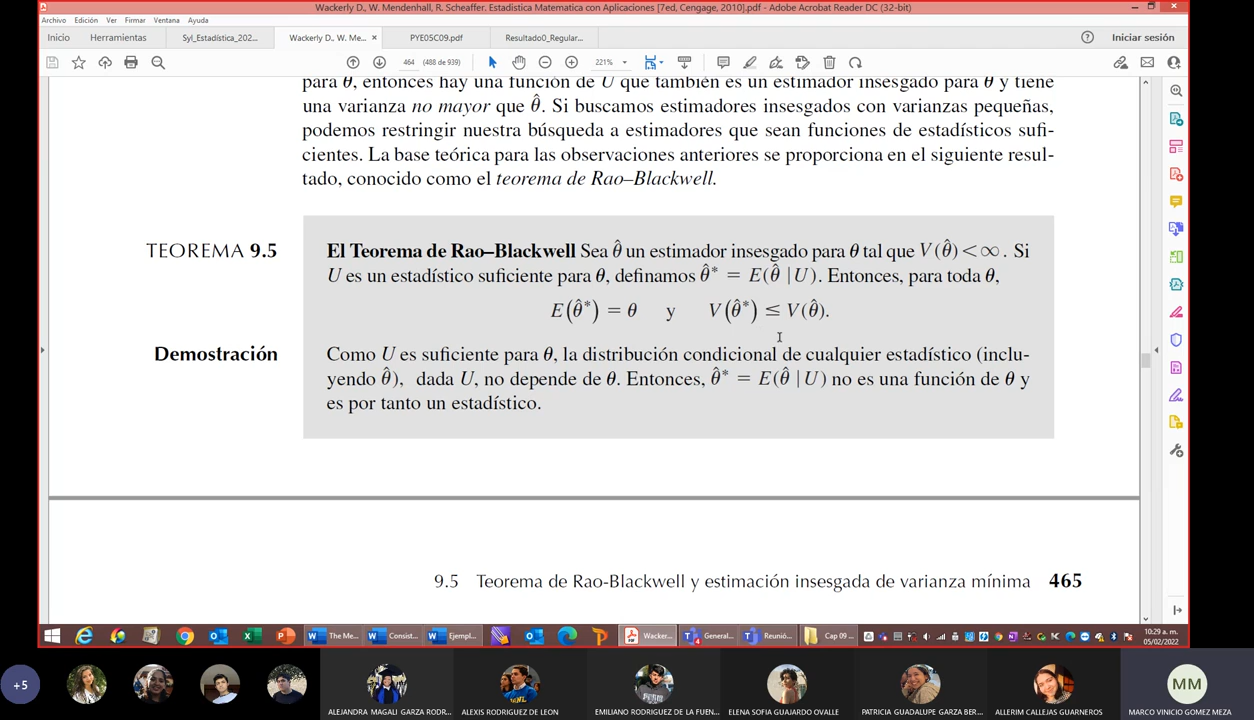 Wackerly D., W. Mendenhall, R. Scheaffer. Estadística Matematica con Aplicaciones [7ed, Cengage, 2010].pdf - Adobe Acrobat Reader DC (32-bit)
Archivo Edición Ver Firmar Ventana Ayuda
Inicio Herramientas Syl_Estadística_202... Wackerly D., W. Me... × PYE05C09.pdf Resultado0_Regular... Iniciar sesión
464 (488 de 939) 221%
para θ, entonces hay una función de U que también es un estimador insesgado para θ y tiene
una varianza no mayor que θ̂. Si buscamos estimadores insesgados con varianzas pequeñas,
podemos restringir nuestra búsqueda a estimadores que sean funciones de estadísticos sufi-
cientes. La base teórica para las observaciones anteriores se proporciona en el siguiente resul-
tado, conocido como el teorema de Rao–Blackwell.
TEOREMA 9.5
El Teorema de Rao–Blackwell Sea θ̂ un estimador insesgado para θ tal que V(θ̂) < ∞. Si
U es un estadístico suficiente para θ, definamos θ̂* = E(θ̂ | U). Entonces, para toda θ,
E(θ̂*) = θ y V(θ̂*) ≤ V(θ̂).
Demostración
Como U es suficiente para θ, la distribución condicional de cualquier estadístico (inclu-
yendo θ̂), dada U, no depende de θ. Entonces, θ̂* = E(θ̂ | U) no es una función de θ y
es por tanto un estadístico.
9.5 Teorema de Rao-Blackwell y estimación insesgada de varianza mínima 465
The Me... Consist... Ejempl... Wacker... General... Reunió... Cap 09 ...
10:29 a. m.
05/02/2022
+5
MM
ALEJANDRA MAGALI GARZA RODR... ALEXIS RODRIGUEZ DE LEON EMILIANO RODRIGUEZ DE LA FUEN... ELENA SOFIA GUAJARDO OVALLE PATRICIA GUADALUPE GARZA BER... ALLERIM CALLEJAS GUARNEROS MARCO VINICIO GOMEZ MEZA